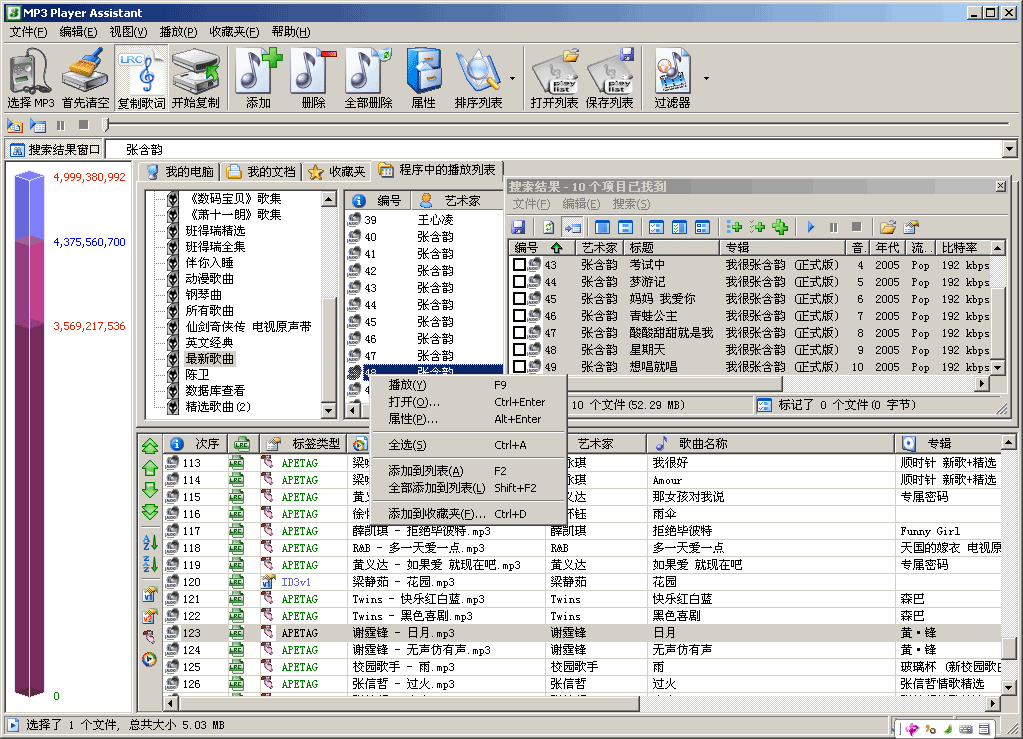 MP3 Player Assistant
文件(F) 编辑(E) 视图(V) 播放(P) 收藏夹(F) 帮助(H)
选择 MP3 首先清空 复制歌词 开始复制 添加 删除 全部删除 属性 排序列表 打开列表 保存列表 过滤器
搜索结果窗口 张含韵
4,999,380,992
4,375,560,700
3,569,217,536
0
我的电脑 我的文档 收藏夹 程序中的播放列表
《数码宝贝》歌集
《萧十一朗》歌集
班得瑞精选
班得瑞全集
伴你入睡
动漫歌曲
钢琴曲
所有歌曲
仙剑奇侠传 电视原声带
英文经典
最新歌曲
陈卫
数据库查看
精选歌曲(2)
编号 艺术家
39 王心凌
40 张含韵
41 张含韵
42 张含韵
43 张含韵
44 张含韵
45 张含韵
46 张含韵
47 张含韵
48 张含韵
搜索结果 - 10 个项目已找到
文件(F) 编辑(E) 搜索(S)
编号 艺术家 标题 专辑 音. 年代 流.. 比特率
43 张含韵 考试中 我很张含韵 (正式版) 4 2005 Pop 192 kbps
44 张含韵 梦游记 我很张含韵 (正式版) 5 2005 Pop 192 kbps
45 张含韵 妈妈 我爱你 我很张含韵 (正式版) 6 2005 Pop 192 kbps
46 张含韵 青蛙公主 我很张含韵 (正式版) 7 2005 Pop 192 kbps
47 张含韵 酸酸甜甜就是我 我很张含韵 (正式版) 8 2005 Pop 192 kbps
48 张含韵 星期天 我很张含韵 (正式版) 9 2005 Pop 192 kbps
49 张含韵 想唱就唱 我很张含韵 (正式版) 10 2005 Pop 192 kbps
10 个文件(52.29 MB) 标记了 0 个文件(0 字节)
播放(Y) F9
打开(O)... Ctrl+Enter
属性(P)... Alt+Enter
全选(S) Ctrl+A
添加到列表(A) F2
全部添加到列表(L) Shift+F2
添加到收藏夹(F)... Ctrl+D
次序 LRC 标签类型 艺术家 歌曲名称 专辑
113 LRC APETAG 我很好 顺时针 新歌+精选
114 LRC APETAG Amour 顺时针 新歌+精选
115 LRC APETAG 那女孩对我说 专属密码
116 LRC APETAG 雨伞
117 LRC APETAG 薛凯琪 - 拒绝毕彼特.mp3 薛凯琪 拒绝毕彼特 Funny Girl
118 LRC APETAG R&B - 多一天爱一点.mp3 R&B 多一天爱一点 天国的嫁衣 电视原
119 LRC APETAG 黄义达 - 如果爱 就现在吧.mp3 黄义达 如果爱 就现在吧 专属密码
120 LRC ID3v1 梁静茹 - 花园.mp3 梁静茹 花园
121 LRC APETAG Twins - 快乐红白蓝.mp3 Twins 快乐红白蓝 森巴
122 LRC APETAG Twins - 黑色喜剧.mp3 Twins 黑色喜剧 森巴
123 LRC APETAG 谢霆锋 - 日月.mp3 谢霆锋 日月 黄·锋
124 LRC APETAG 谢霆锋 - 无声仿有声.mp3 谢霆锋 无声仿有声 黄·锋
125 LRC APETAG 校园歌手 - 雨.mp3 校园歌手 雨 玻璃杯 (新校园歌曲
126 LRC APETAG 张信哲 - 过火.mp3 张信哲 过火 张信哲情歌精选
选择了 1 个文件, 总共大小 5.03 MB